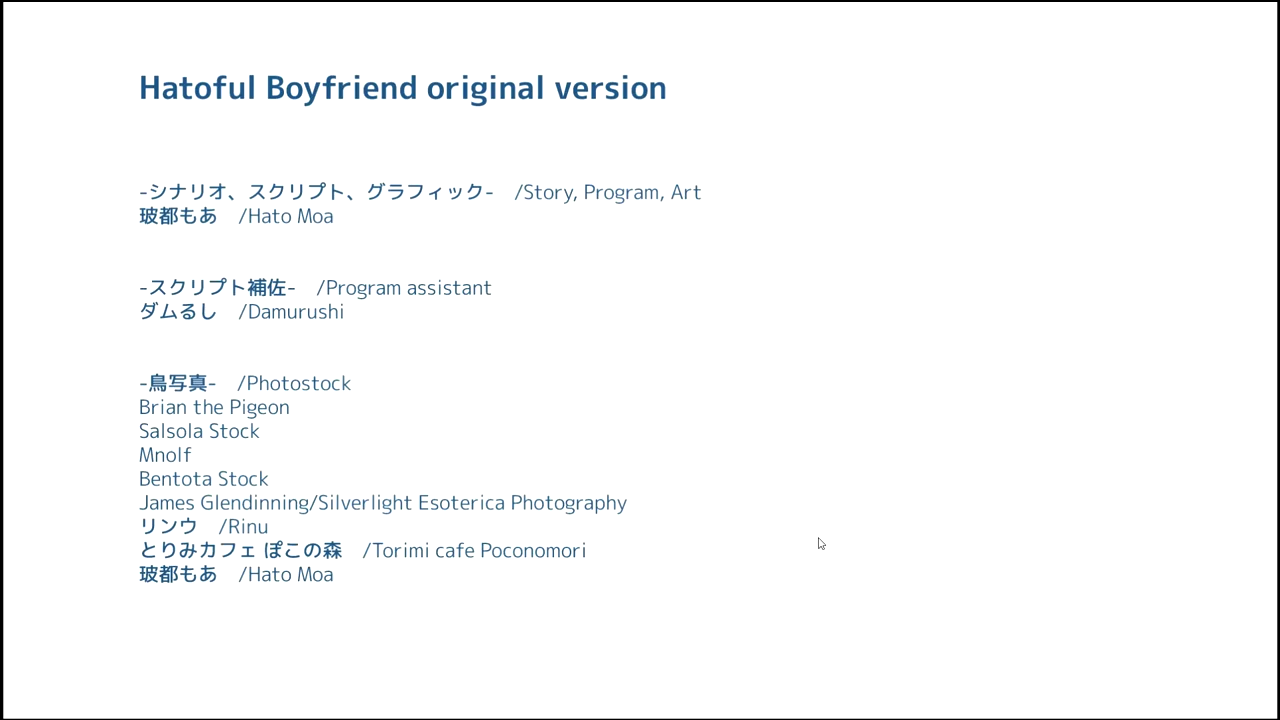 Hatoful Boyfriend original version
-シナリオ、スクリプト、グラフィック-　/Story, Program, Art
玻都もあ　/Hato Moa
-スクリプト補佐-　/Program assistant
ダムるし　/Damurushi
-鳥写真-　/Photostock
Brian the Pigeon
Salsola Stock
Mnolf
Bentota Stock
James Glendinning/Silverlight Esoterica Photography
リンウ　/Rinu
とりみカフェ ぽこの森　/Torimi cafe Poconomori
玻都もあ　/Hato Moa